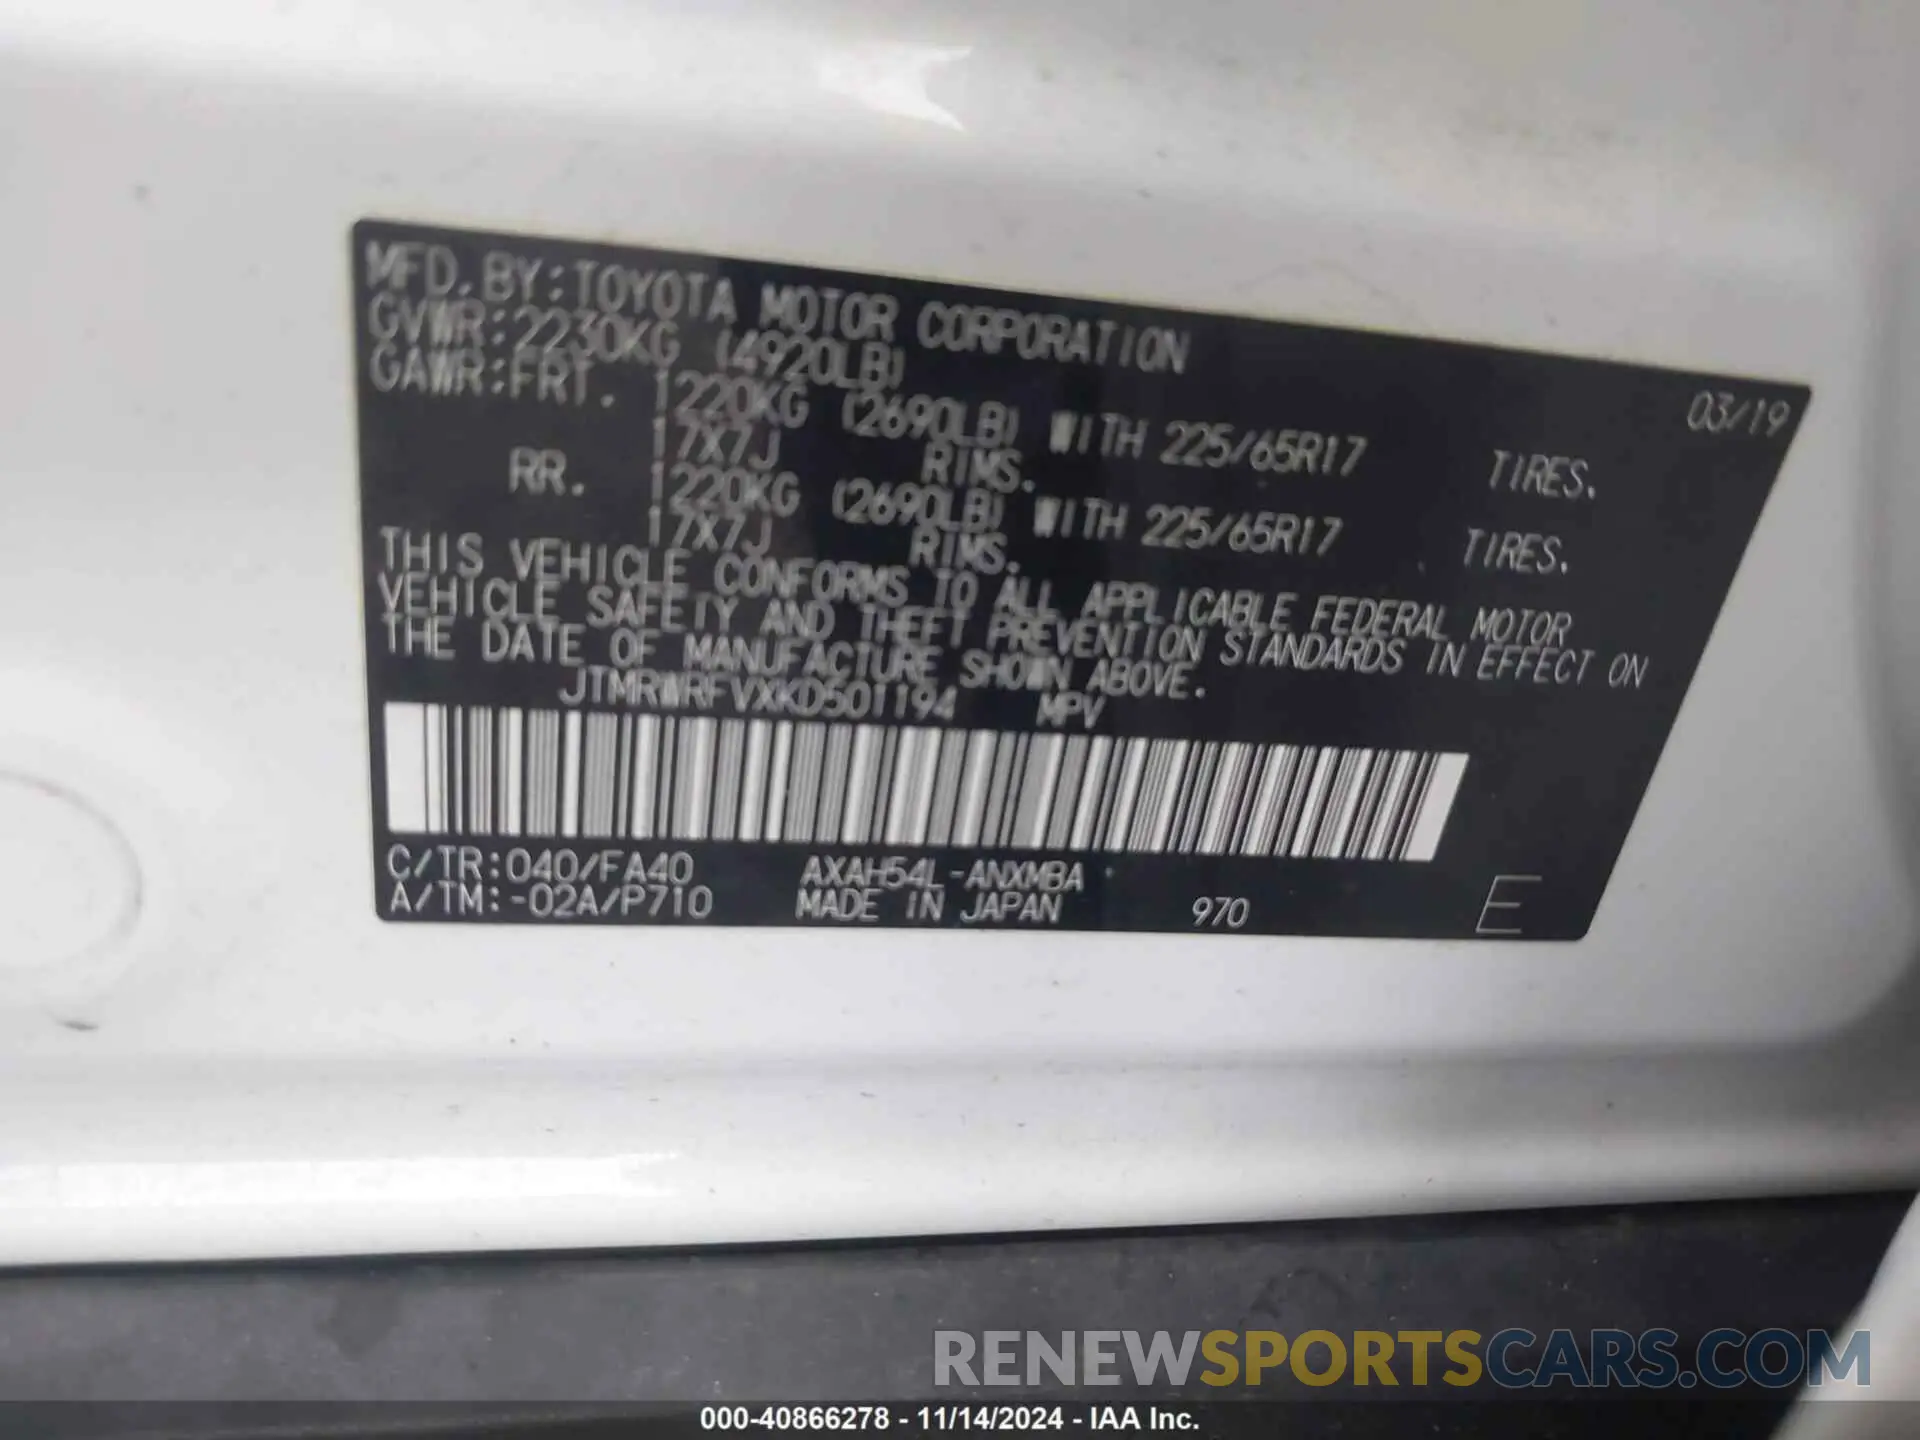 MFD. BY: TOYOTA MOTOR CORPORATION 03/19
GVWR: 2230KG (4920LB)
GAWR: FRT. 1220KG (2690LB) WITH 225/65R17 TIRES.
17X7J RIMS.
RR. 1220KG (2690LB) WITH 225/65R17 TIRES.
17X7J RIMS.
THIS VEHICLE CONFORMS TO ALL APPLICABLE FEDERAL MOTOR
VEHICLE SAFETY AND THEFT PREVENTION STANDARDS IN EFFECT ON
THE DATE OF MANUFACTURE SHOWN ABOVE.
JTMRWRFVXKD501194 MPV
C/TR: 040/FA40 AXAH54L-ANXMBA
A/TM: -02A/P710 MADE IN JAPAN 970 E
RENEWSPORTSCARS.COM
000-40866278 - 11/14/2024 - IAA Inc.